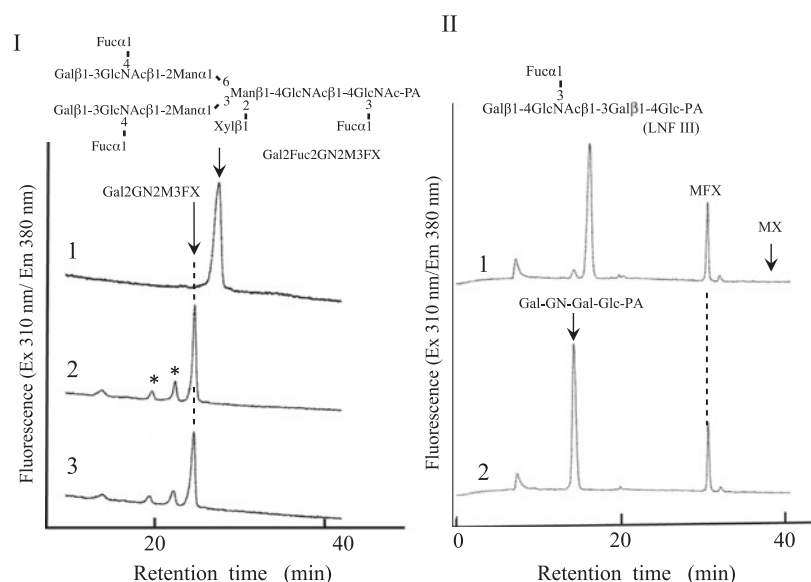 I
Fucα1
4
Galβ1-3GlcNAcβ1-2Manα1
6
Manβ1-4GlcNAcβ1-4GlcNAc-PA
3
2
3
Galβ1-3GlcNAcβ1-2Manα1
4
Xylβ1
Fucα1
Fucα1
Gal2Fuc2GN2M3FX
Gal2GN2M3FX
1
2
* *
3
Fluorescence (Ex 310 nm/ Em 380 nm)
20
40
Retention time (min)
II
Fucα1
3
Galβ1-4GlcNAcβ1-3Galβ1-4Glc-PA
(LNF III)
MFX
MX
1
Gal-GN-Gal-Glc-PA
2
Fluorescence (Ex 310 nm/Em 380 nm)
0
20
40
Retention time (min)